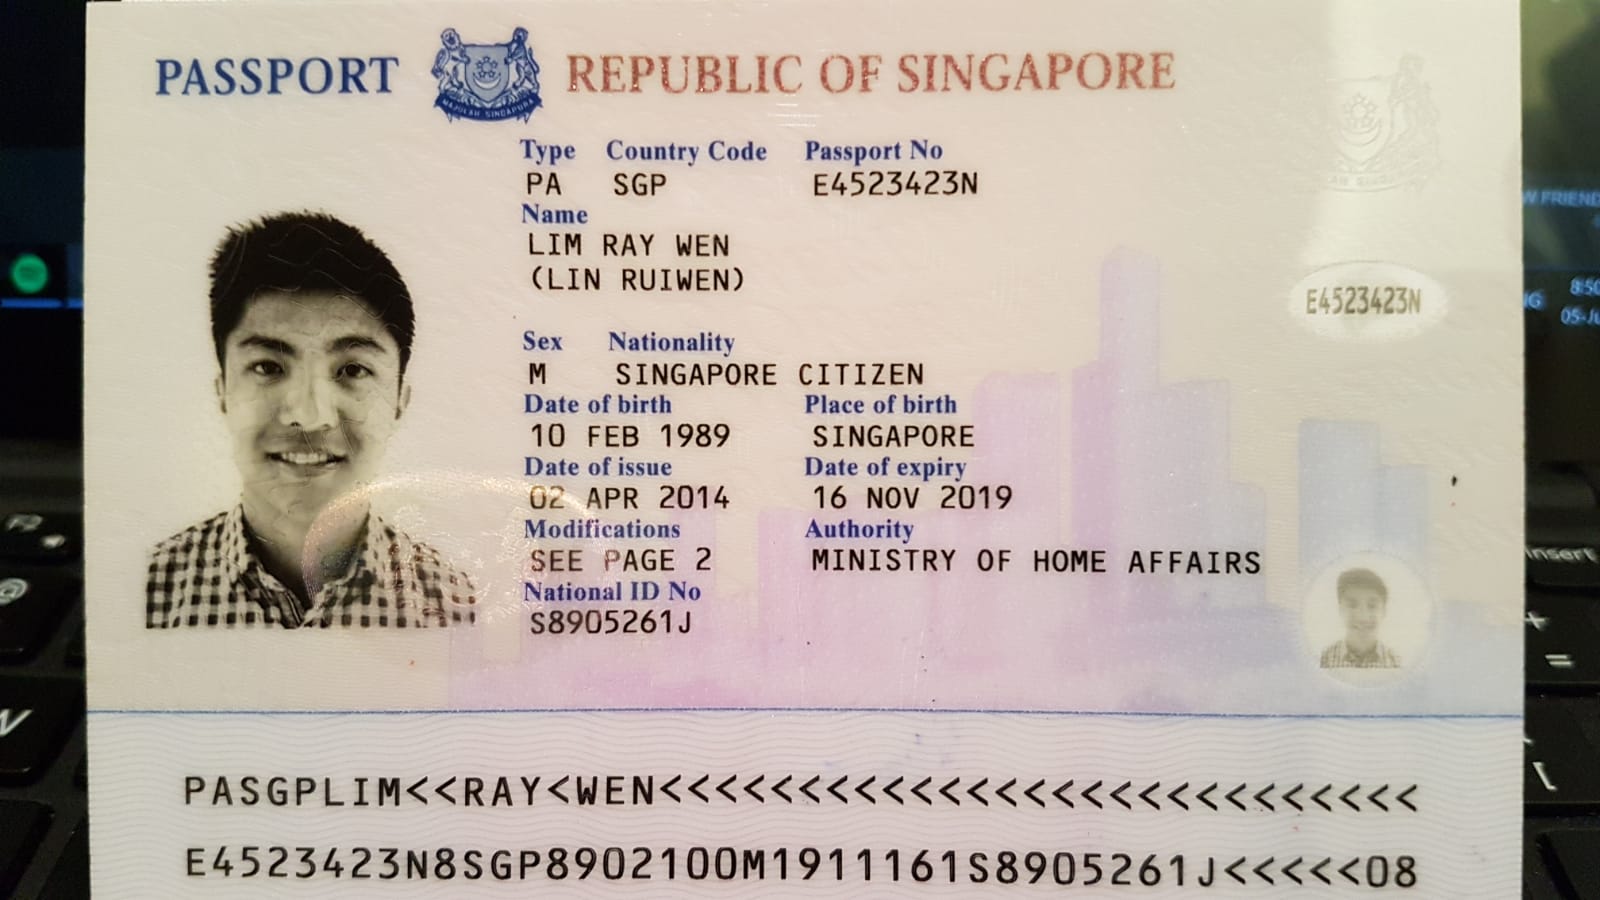 PASSPORT REPUBLIC OF SINGAPORE
MAJULAH SINGAPURA
Type Country Code Passport No
PA SGP E4523423N
Name
LIM RAY WEN
(LIN RUIWEN)
Sex Nationality
M SINGAPORE CITIZEN
Date of birth Place of birth
10 FEB 1989 SINGAPORE
Date of issue Date of expiry
02 APR 2014 16 NOV 2019
Modifications Authority
SEE PAGE 2 MINISTRY OF HOME AFFAIRS
National ID No
S8905261J
E4523423N
PASGPLIM<<RAY<WEN<<<<<<<<<<<<<<<<<<<<<<<<<<<
E4523423N8SGP8902100M1911161S8905261J<<<<<08
insert